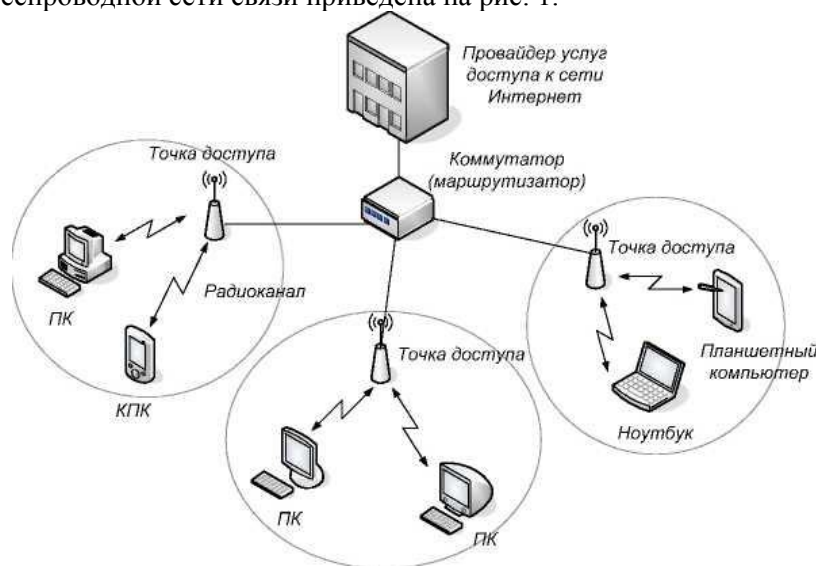 беспроводной сети связи приведена на рис. 1.
Провайдер услуг
доступа к сети
Интернет
Точка доступа
Коммутатор
(маршрутизатор)
Точка доступа
Радиоканал
ПК
Точка доступа
Планшетный
компьютер
КПК
Ноутбук
ПК
ПК